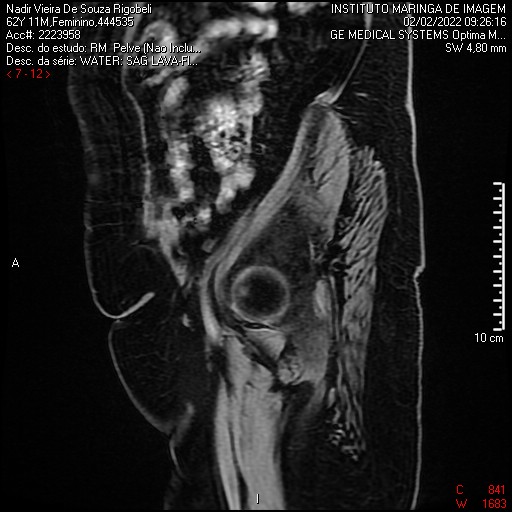 Nadir Vieira De Souza Rigobeli
62Y 11M,Feminino,444535
Acc#: 2223958
Desc. do estudo: RM_Pelve (Nao Inclu...
Desc. da série: WATER: SAG LAVA-Fl...
< 7 - 12 >
INSTITUTO MARINGA DE IMAGEM
02/02/2022 09:26:16
GE MEDICAL SYSTEMS Optima M...
SW 4,80 mm
A
10 cm
I
C 841
W 1683